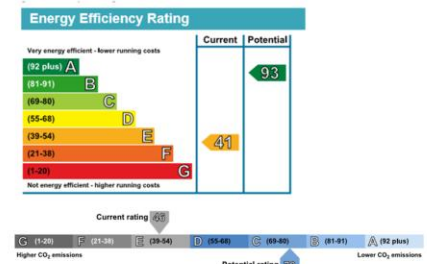 Energy Efficiency Rating
Current Potential
Very energy efficient - lower running costs
(92 plus) A
(81-91) B
(69-80) C
(55-68) D
(39-54) E
(21-38) F
(1-20) G
93
41
Not energy efficient - higher running costs
Current rating
G (1-20) F (21-38) E (39-54) D (55-68) C (69-80) B (81-91) A (92 plus)
Higher CO₂ emissions Lower CO₂ emissions
Potential rating